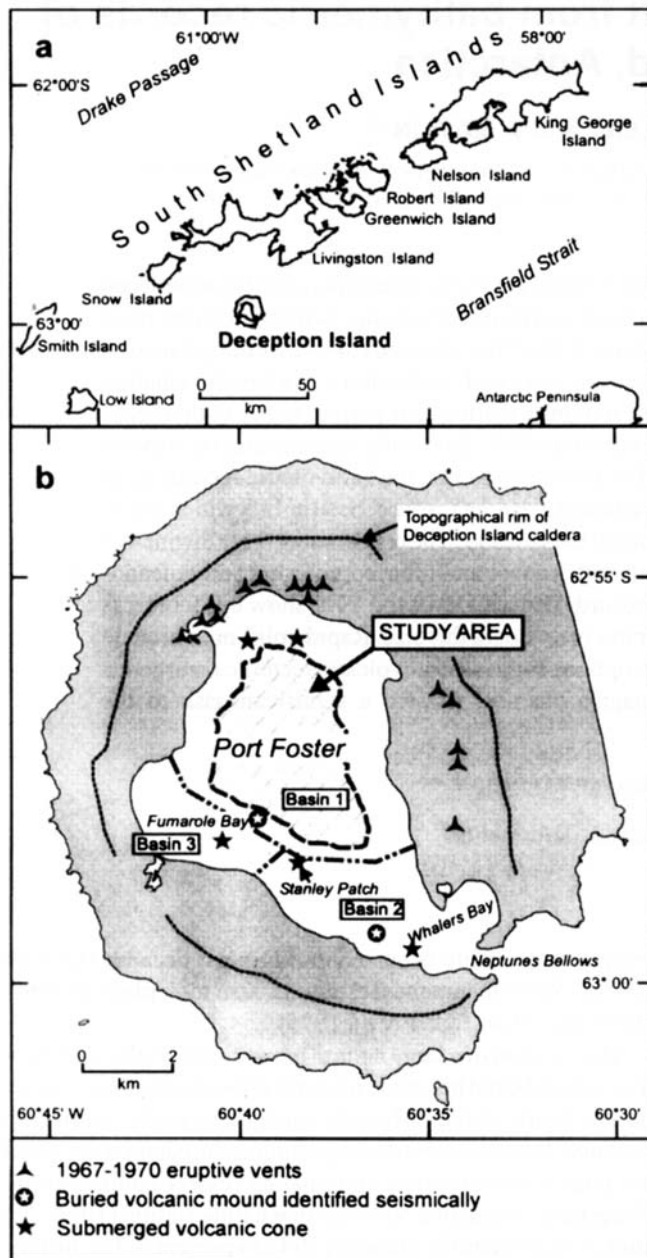 a
61°00'W
58°00'
62°00'S
Drake Passage
South Shetland Islands
King George
Island
Nelson Island
Robert Island
Greenwich Island
Livingston Island
Bransfield Strait
Snow Island
63°00'
Smith Island
Deception Island
0 50
km
Low Island
Antarctic Peninsula
b
Topographical rim of
Deception Island caldera
62°55' S
STUDY AREA
Port Foster
Basin 1
Fumarole Bay
Basin 3
Stanley Patch
Basin 2
Whalers Bay
Neptunes Bellows
63° 00'
0 2
km
60°45' W
60°40'
60°35'
60°30'
1967-1970 eruptive vents
Buried volcanic mound identified seismically
Submerged volcanic cone